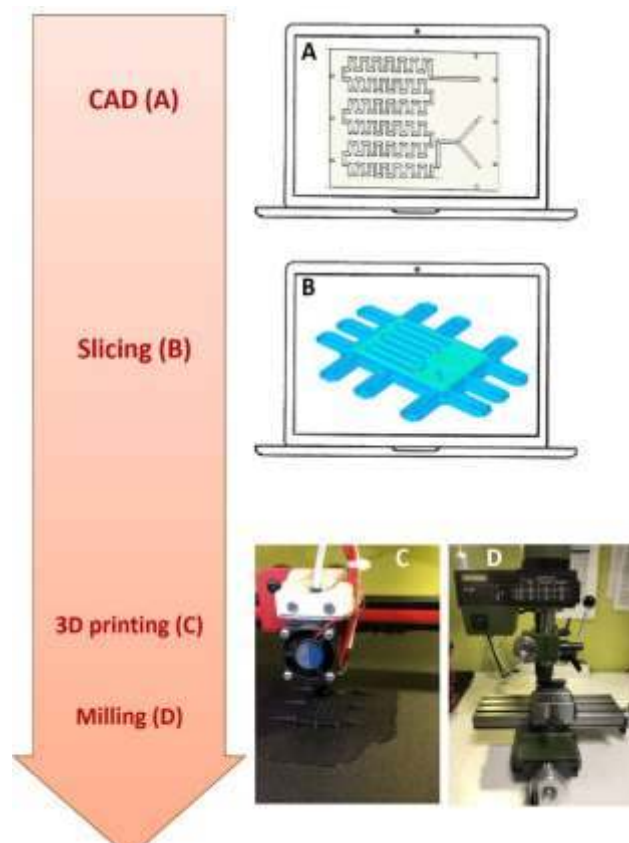 A
CAD (A)
B
Slicing (B)
C
D
3D printing (C)
Milling (D)